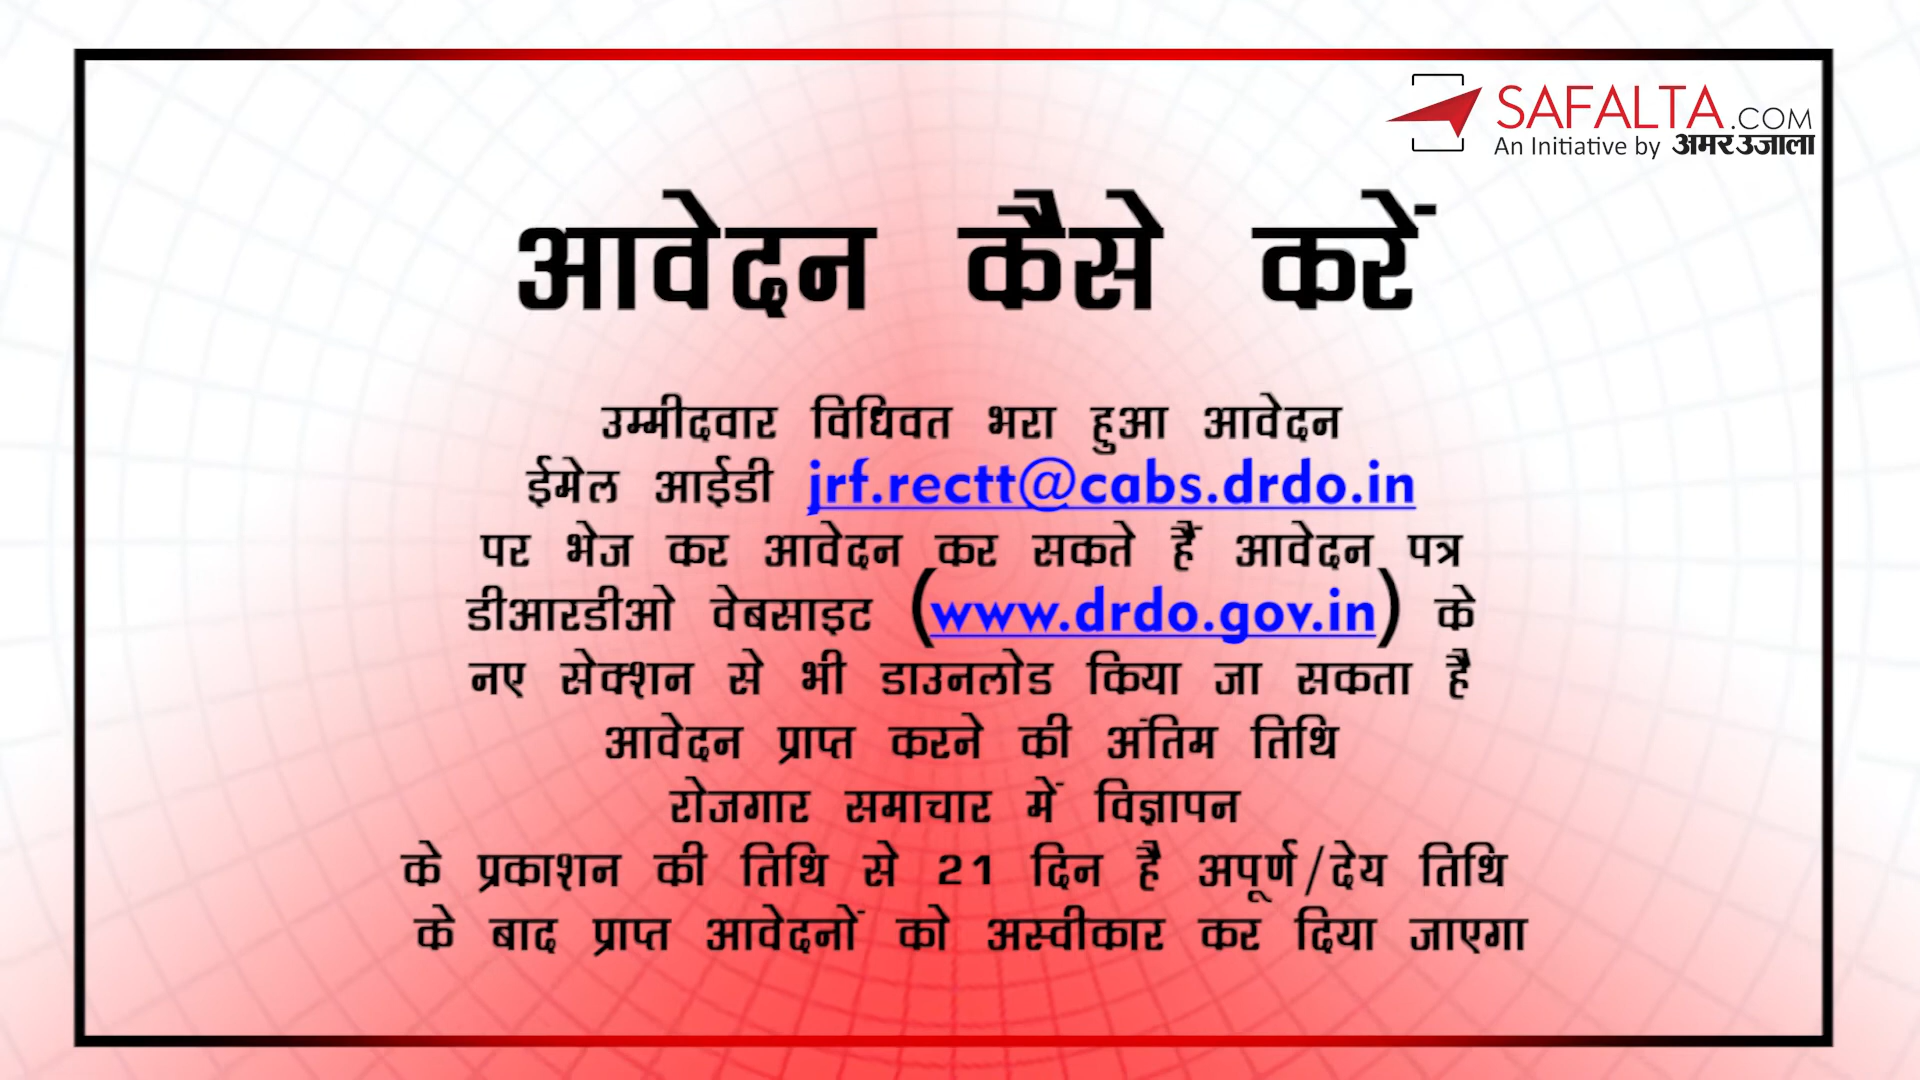 SAFALTA.COM
An Initiative by अमर उजाला
आवेदन कैसे करें
उम्मीदवार विधिवत भरा हुआ आवेदन
ईमेल आईडी jrf.rectt@cabs.drdo.in
पर भेज कर आवेदन कर सकते हैं आवेदन पत्र
डीआरडीओ वेबसाइट (www.drdo.gov.in) के
नए सेक्शन से भी डाउनलोड किया जा सकता है
आवेदन प्राप्त करने की अंतिम तिथि
रोजगार समाचार में विज्ञापन
के प्रकाशन की तिथि से 21 दिन है अपूर्ण/देय तिथि
के बाद प्राप्त आवेदनों को अस्वीकार कर दिया जाएगा